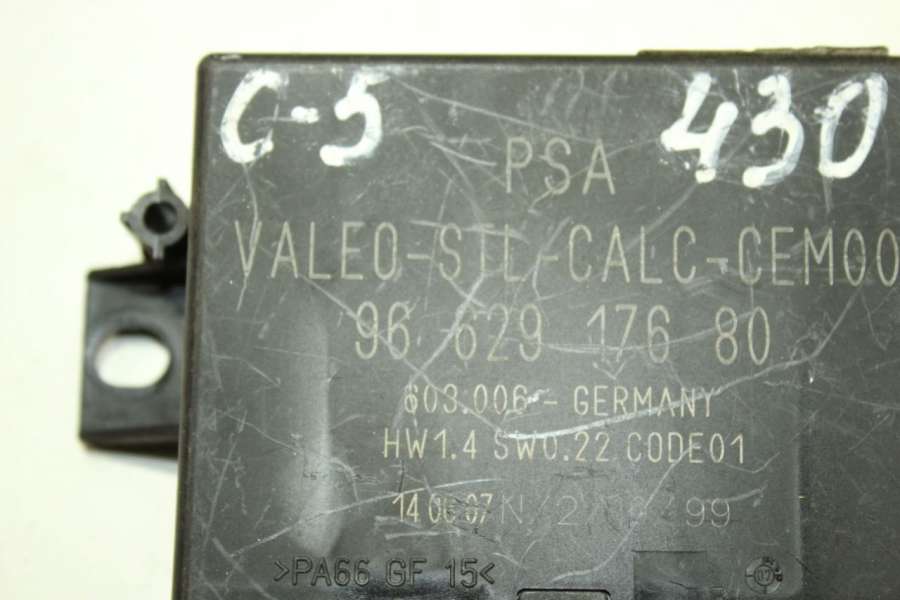 C-5 430
PSA
VALEO-STL-CALC-CEM00
96 629 176 80
603.006 - GERMANY
HW1.4 SW0.22 CODE01
99
>PA66 GF 15<